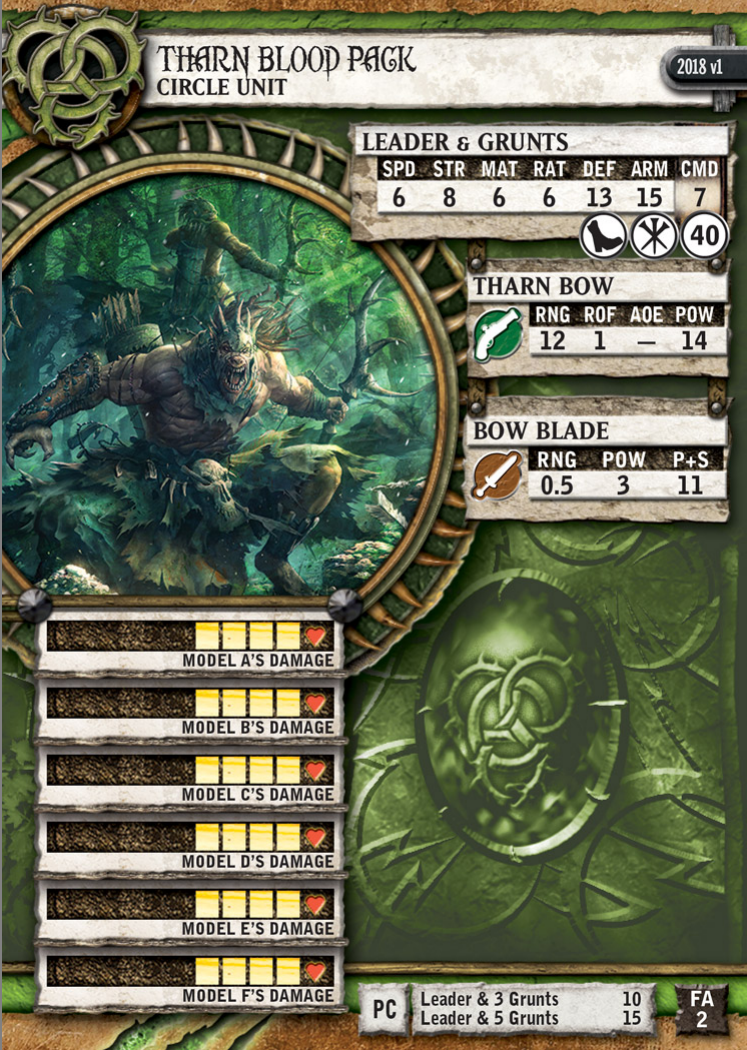 THARN BLOOD PACK
CIRCLE UNIT
2018 v1
LEADER & GRUNTS
SPD STR MAT RAT DEF ARM CMD
6 8 6 6 13 15 7
40
THARN BOW
RNG ROF AOE POW
12 1 — 14
BOW BLADE
RNG POW P+S
0.5 3 11
MODEL A'S DAMAGE
MODEL B'S DAMAGE
MODEL C'S DAMAGE
MODEL D'S DAMAGE
MODEL E'S DAMAGE
MODEL F'S DAMAGE
PC
Leader & 3 Grunts 10
Leader & 5 Grunts 15
FA
2